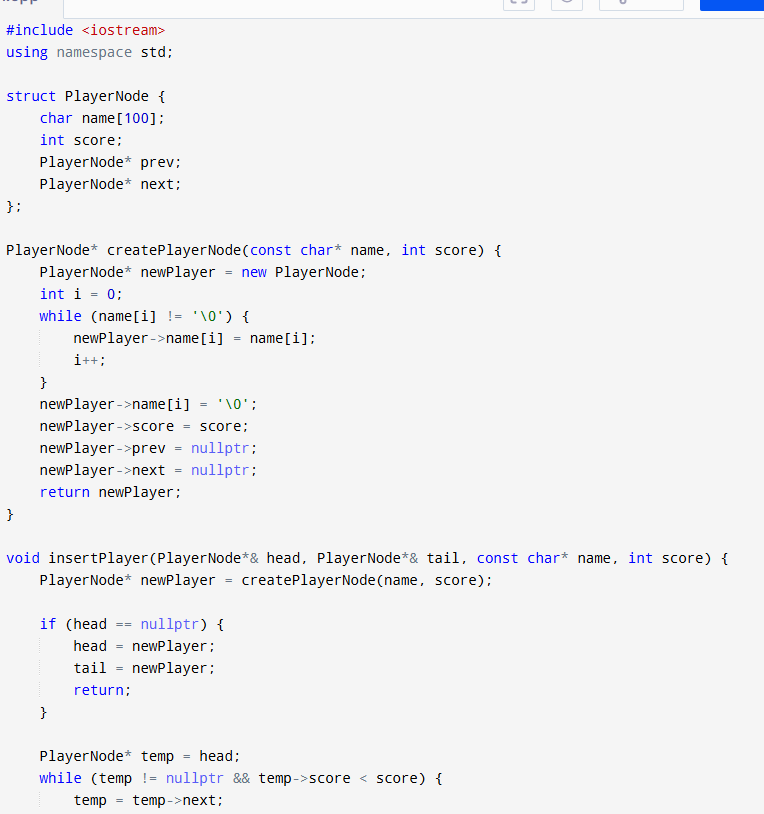 #include <iostream>
using namespace std;
struct PlayerNode {
char name[100];
int score;
PlayerNode* prev;
PlayerNode* next;
};
PlayerNode* createPlayerNode(const char* name, int score) {
PlayerNode* newPlayer = new PlayerNode;
int i = 0;
while (name[i] != '\0') {
newPlayer->name[i] = name[i];
i++;
}
newPlayer->name[i] = '\0';
newPlayer->score = score;
newPlayer->prev = nullptr;
newPlayer->next = nullptr;
return newPlayer;
}
void insertPlayer(PlayerNode*& head, PlayerNode*& tail, const char* name, int score) {
PlayerNode* newPlayer = createPlayerNode(name, score);
if (head == nullptr) {
head = newPlayer;
tail = newPlayer;
return;
}
PlayerNode* temp = head;
while (temp != nullptr && temp->score < score) {
temp = temp->next;